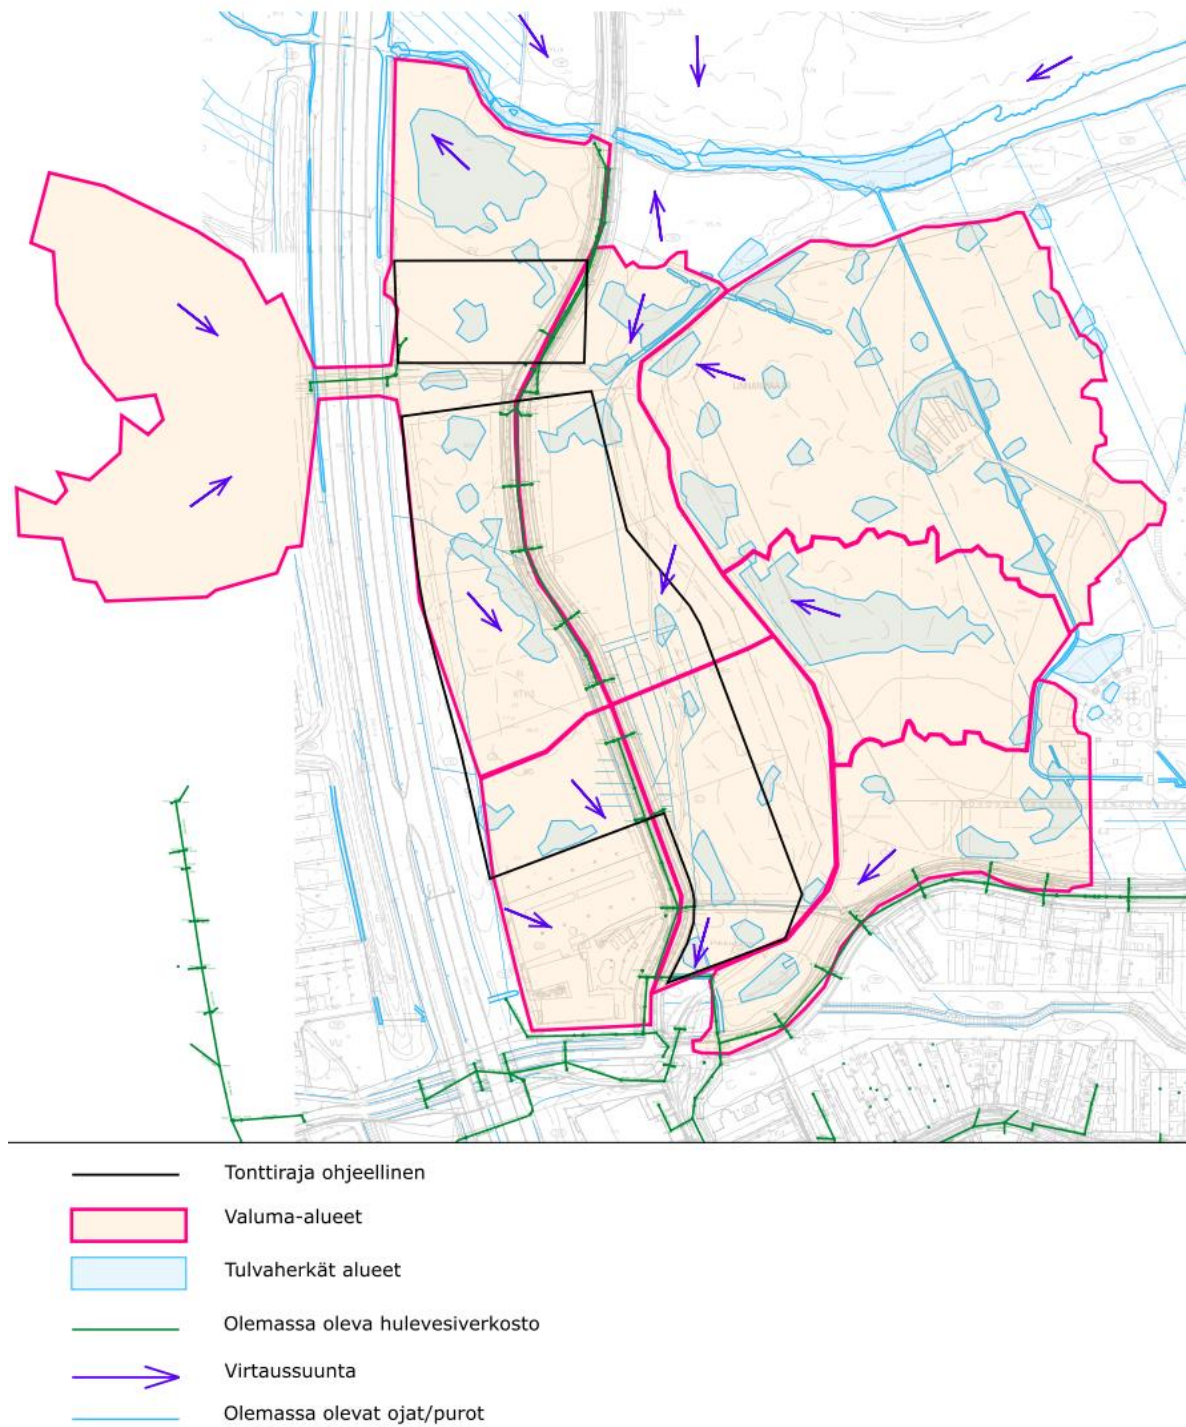 Tonttiraja ohjeellinen
Valuma-alueet
Tulvaherkät alueet
Olemassa oleva hulevesiverkosto
Virtaussuunta
Olemassa olevat ojat/purot